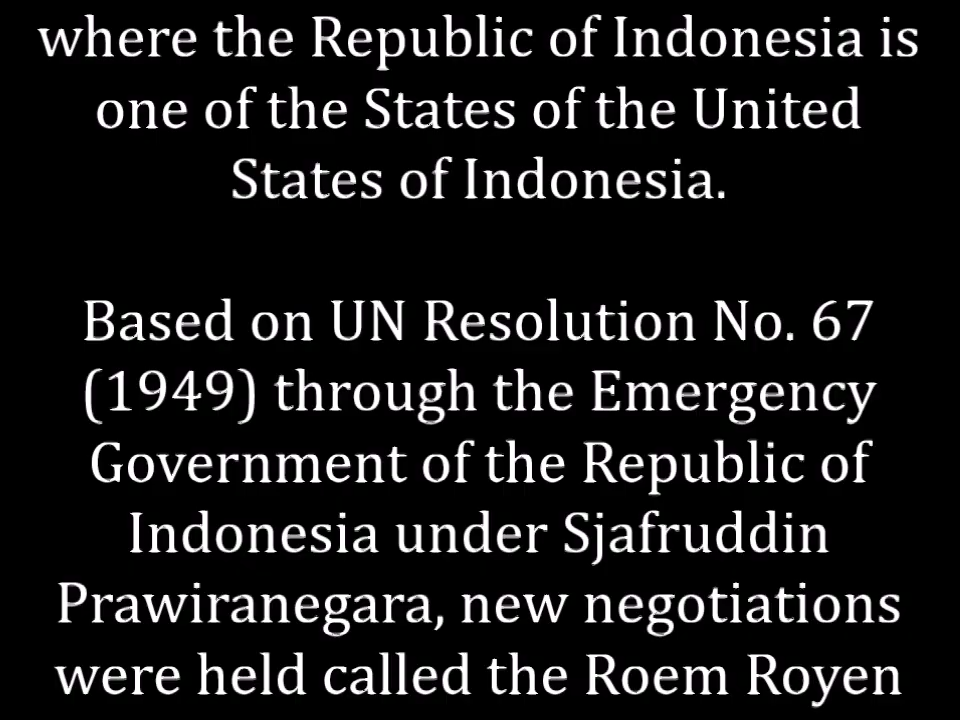 where the Republic of Indonesia is
one of the States of the United
States of Indonesia.
Based on UN Resolution No. 67
(1949) through the Emergency
Government of the Republic of
Indonesia under Sjafruddin
Prawiranegara, new negotiations
were held called the Roem Royen